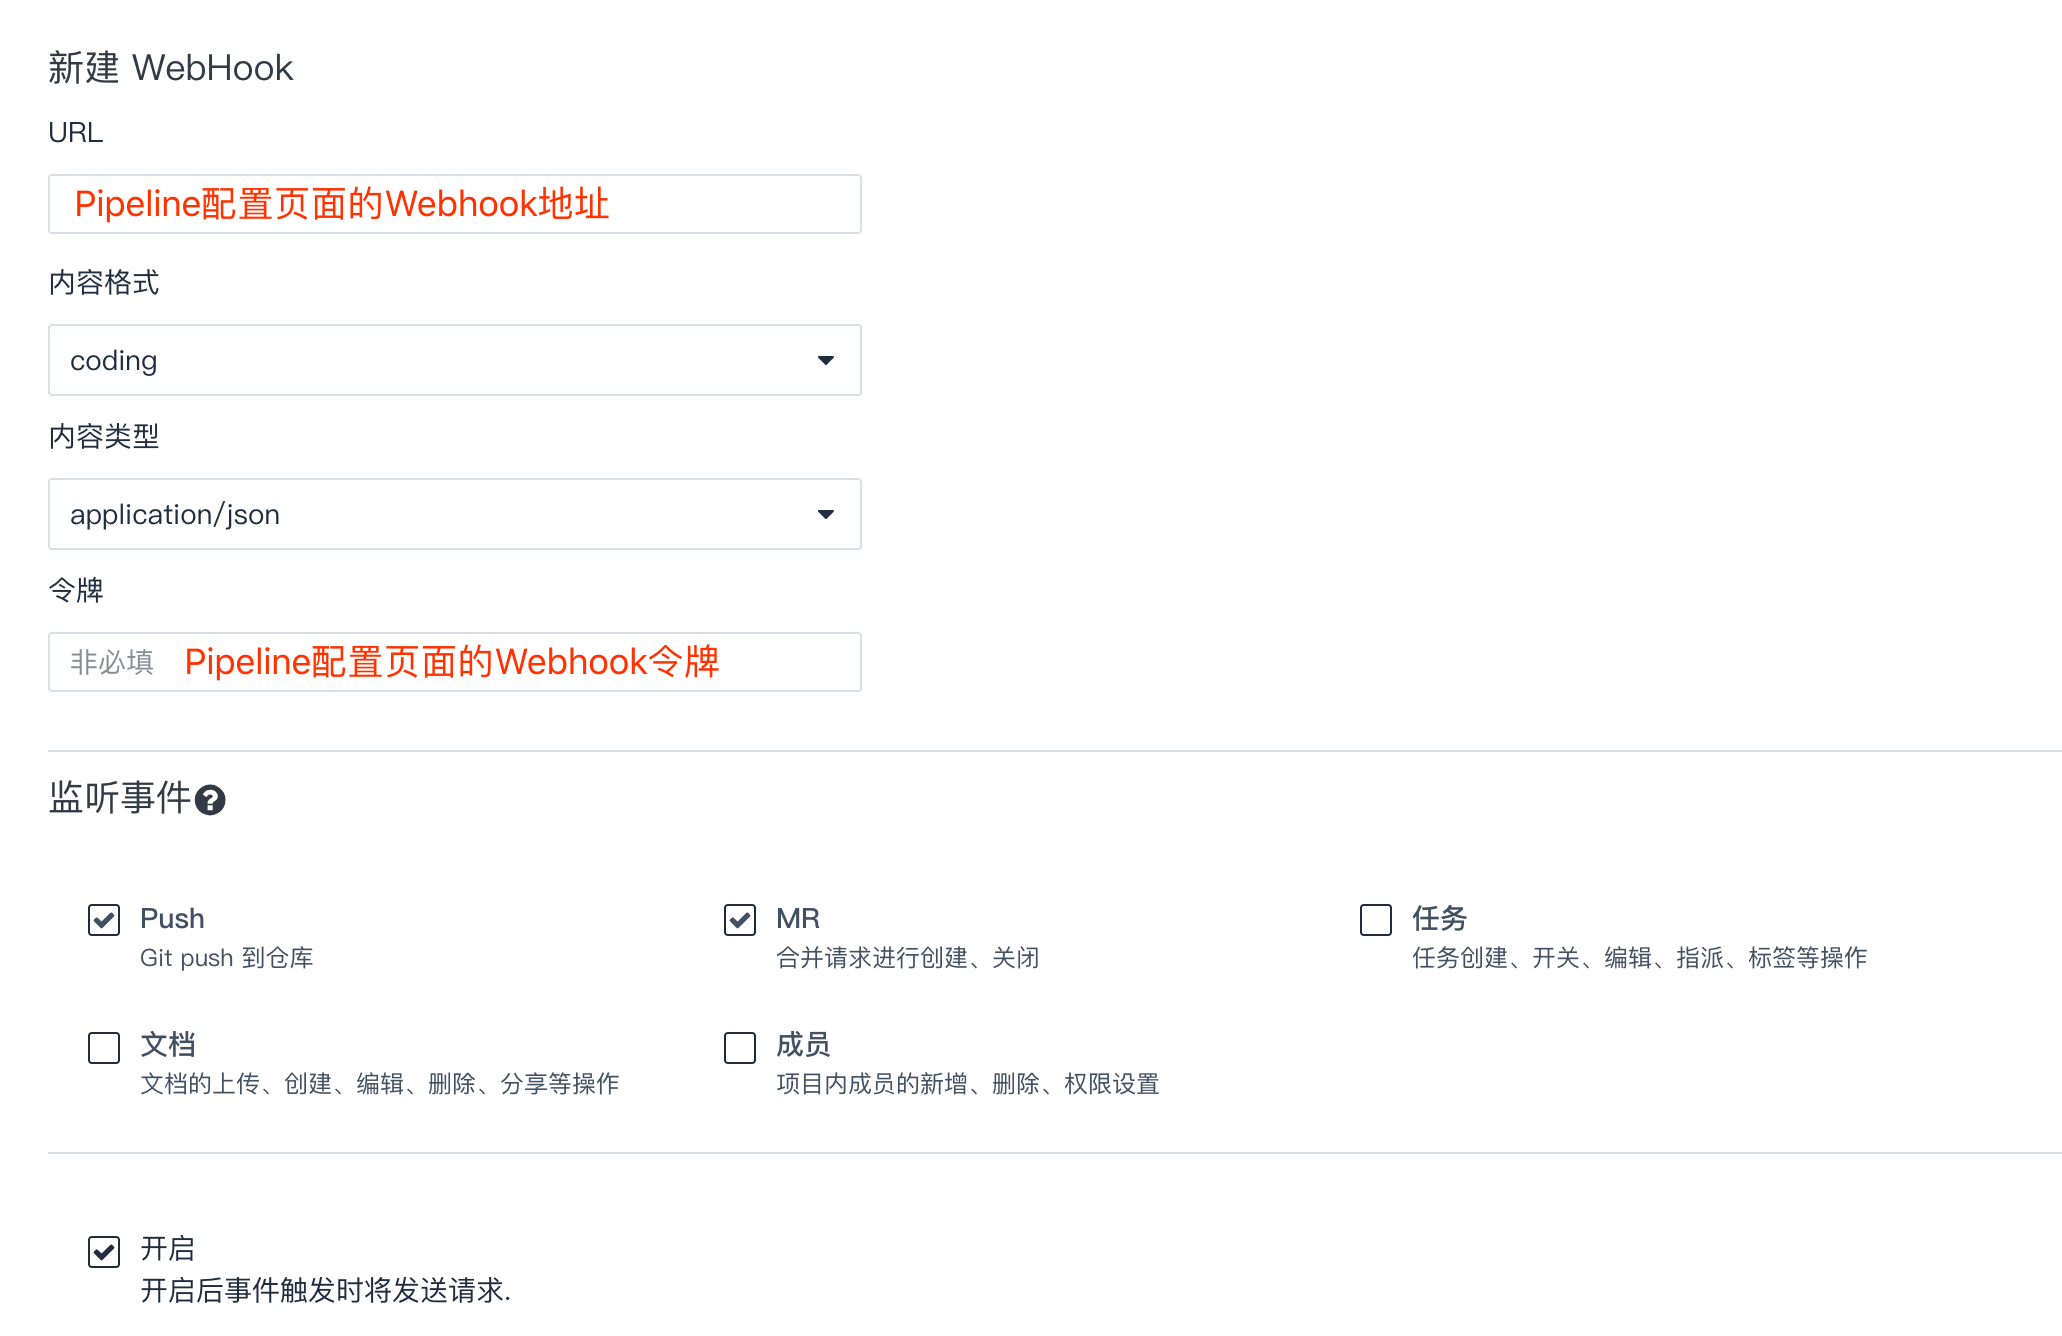 新建 WebHook
URL
Pipeline配置页面的Webhook地址
内容格式
coding
内容类型
application/json
令牌
非必填 Pipeline配置页面的Webhook令牌
监听事件
Push
Git push 到仓库
MR
合并请求进行创建、关闭
任务
任务创建、开关、编辑、指派、标签等操作
文档
文档的上传、创建、编辑、删除、分享等操作
成员
项目内成员的新增、删除、权限设置
开启
开启后事件触发时将发送请求.